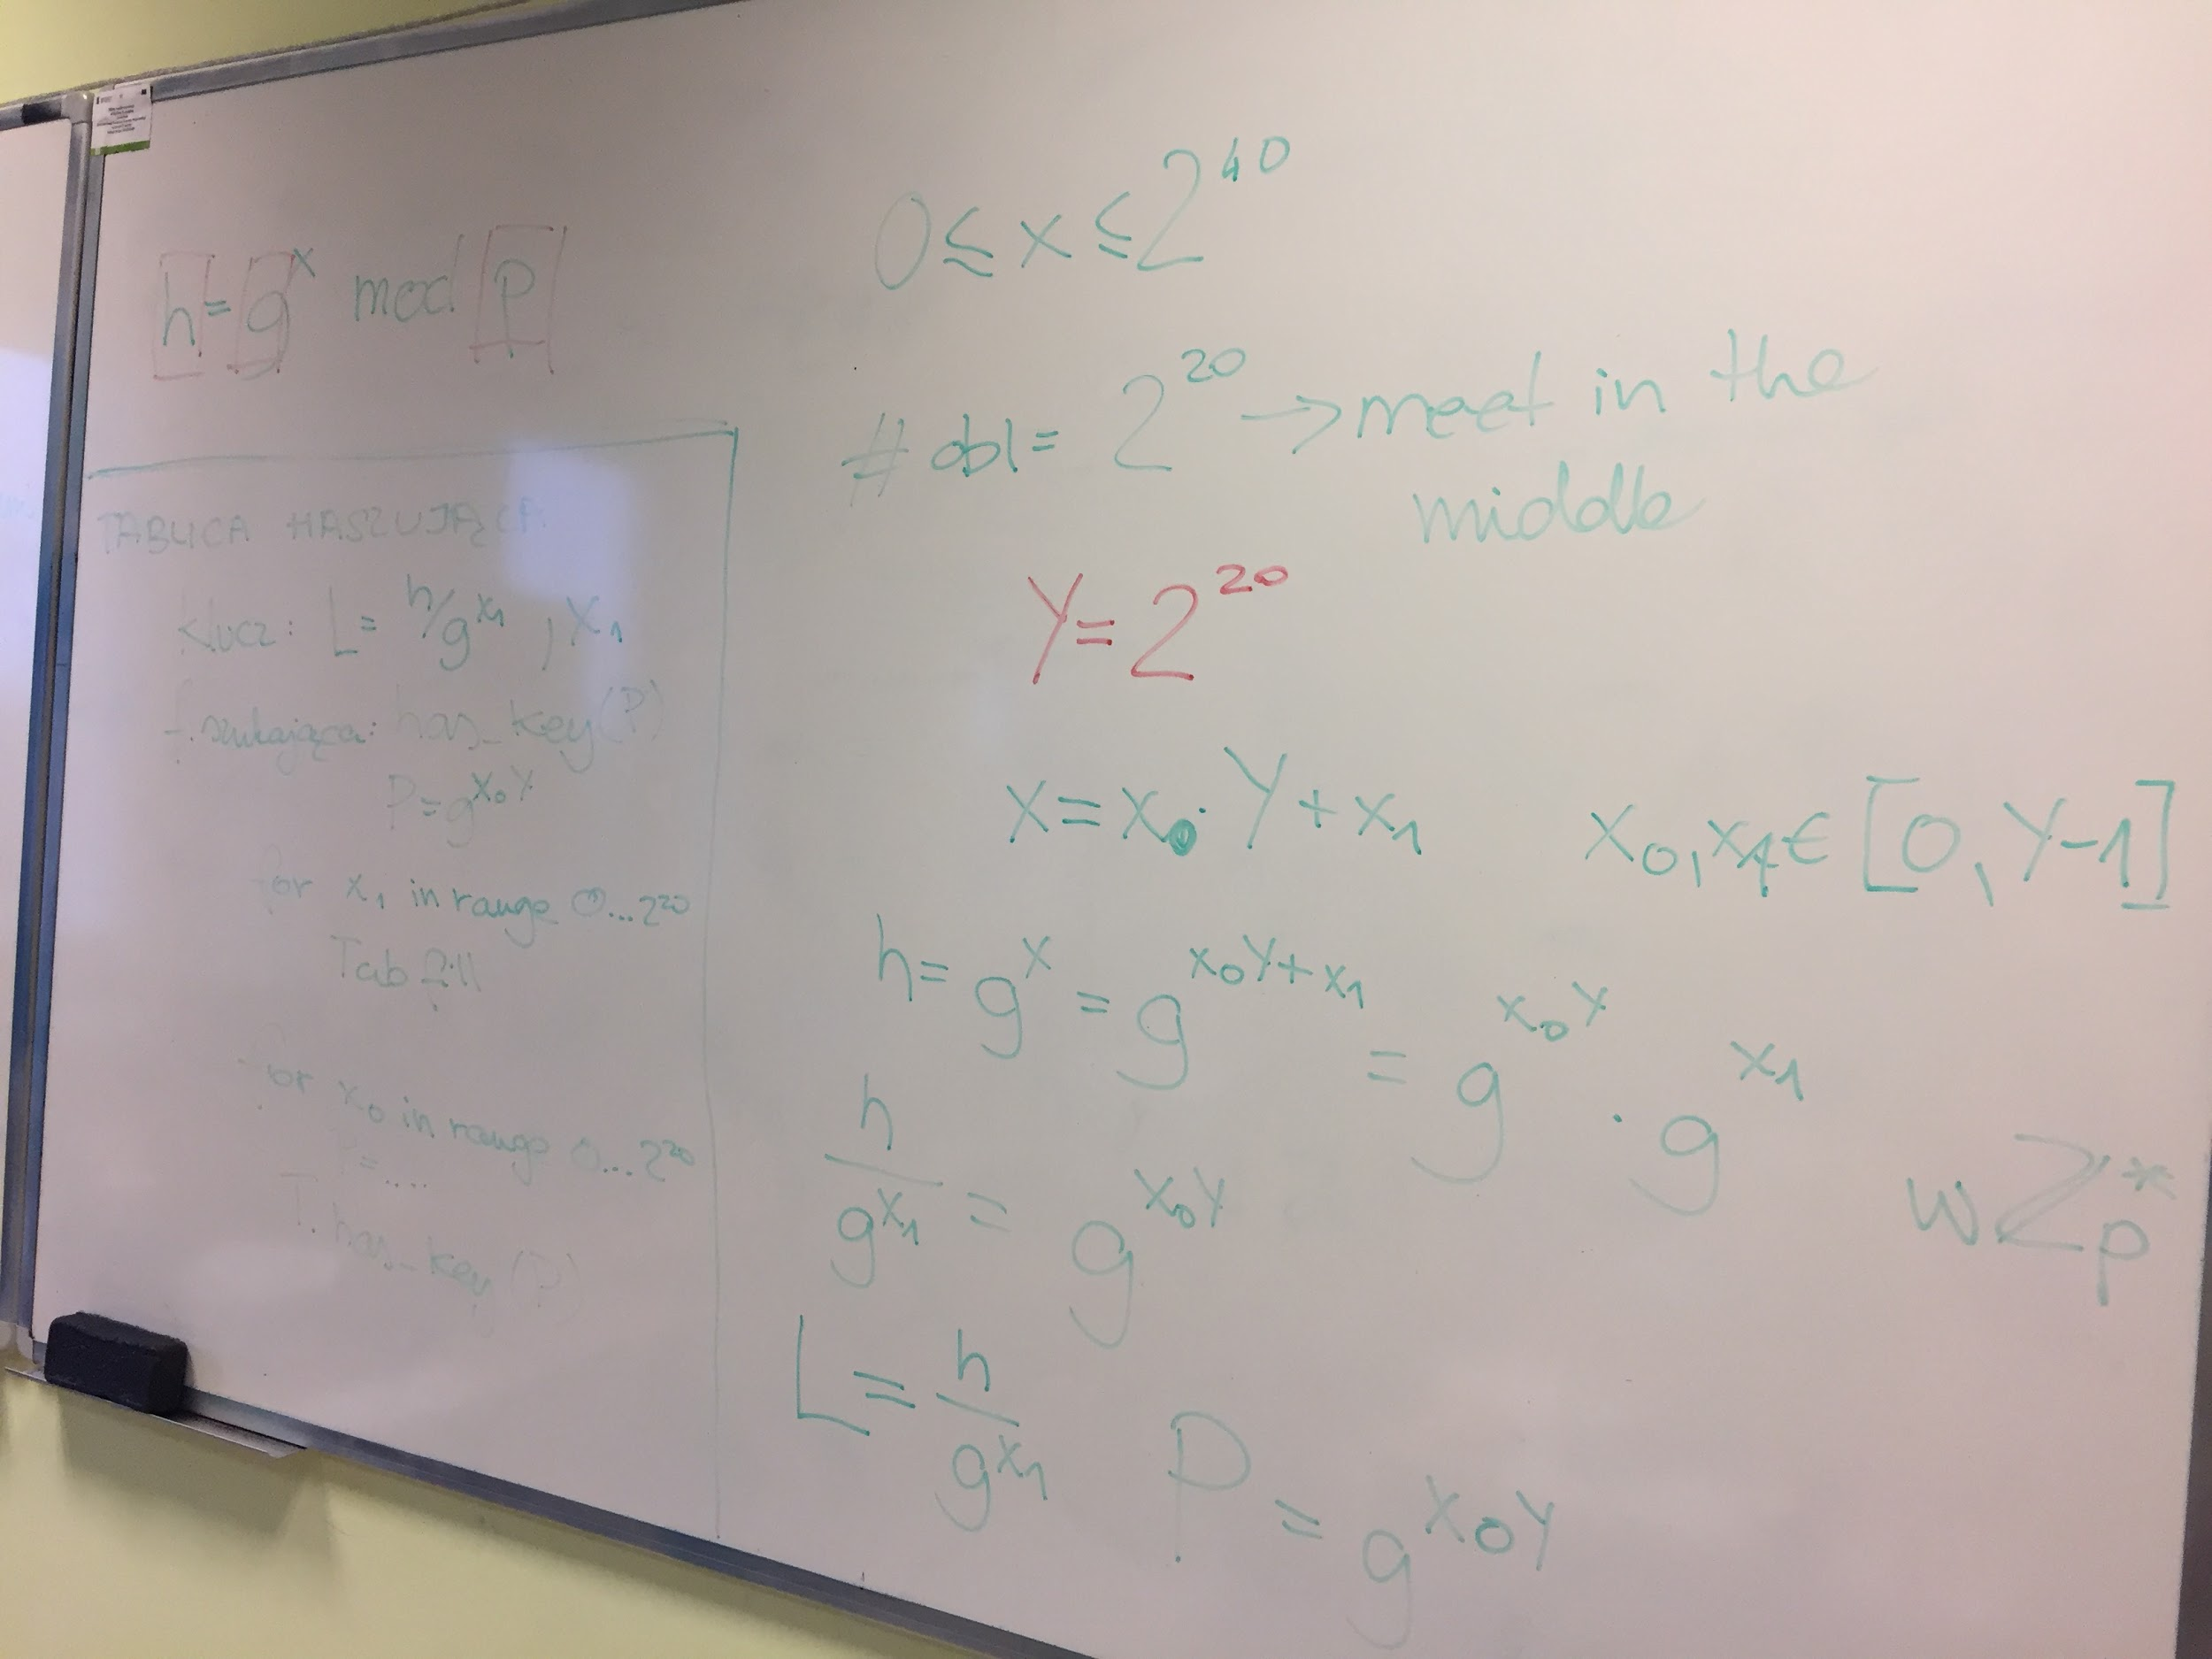 h = g^x mod p
TABLICA HASZUJĄCA
klucz: L = h/g^x₁ , x₁
f. szukająca: has_key(P)
P = g^x₀Y
for x₁ in range 0...2^20
Tab fill
for x₀ in range 0...2^20
P = ....
T. has_key(P)
0 ≤ x ≤ 2^40
# obl = 2^20 → meet in the
middle
Y = 2^20
x = x₀ · Y + x₁ x₀, x₁ ∈ [0, Y-1]
h = g^x = g^(x₀Y+x₁) = g^x₀Y · g^x₁
h/g^x₁ = g^x₀Y w Z*p
L = h/g^x₁ P = g^x₀Y